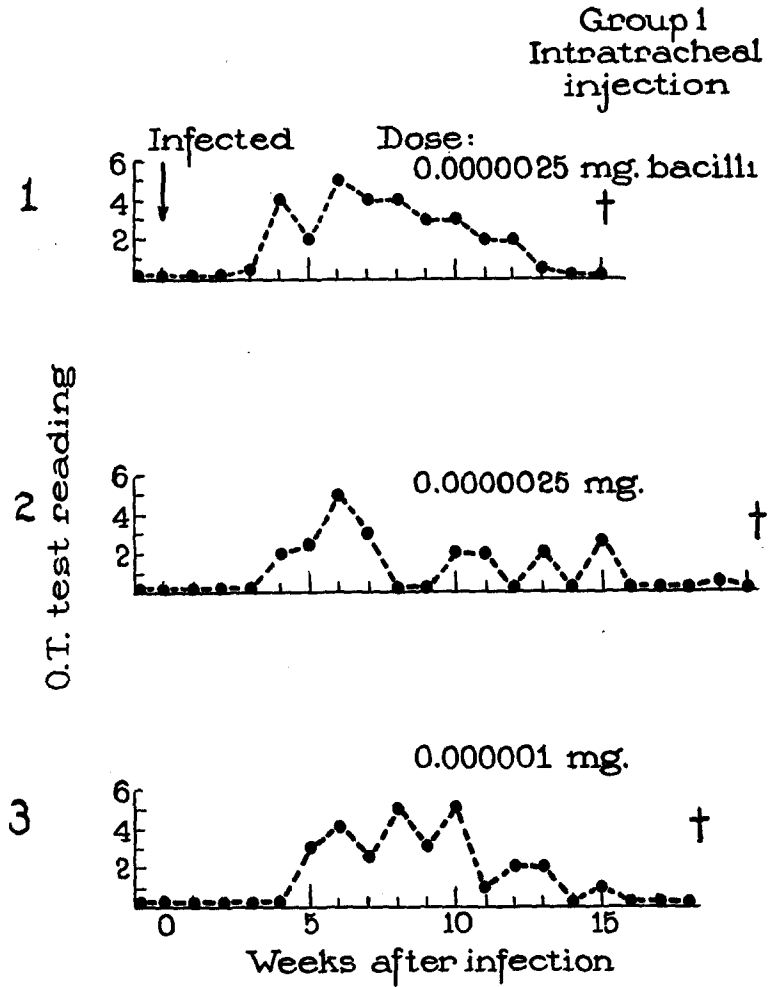 Group 1
Intratracheal
injection
Infected
Dose:
0.0000025 mg. bacilli
1
6
4
2
†
O.T. test reading
2
6
4
2
0.0000025 mg.
†
3
6
4
2
0.000001 mg.
†
0 5 10 15
Weeks after infection